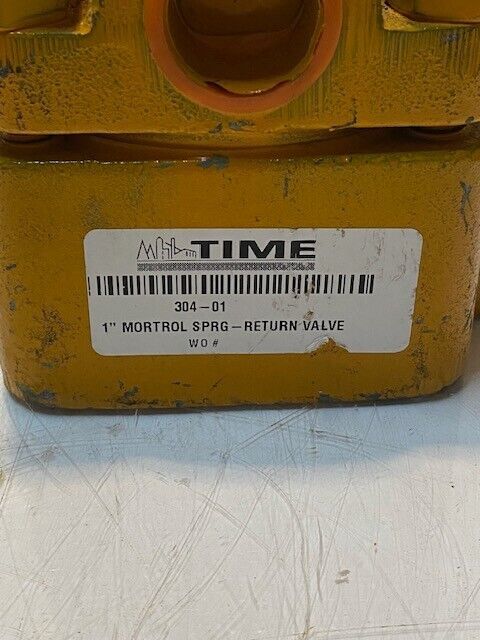 TIME
304-01
1" MORTROL SPRG-RETURN VALVE
WO #